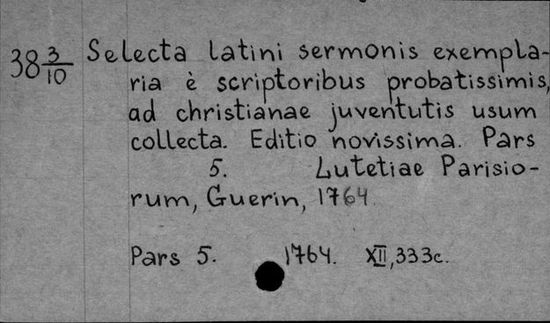 38 3/10 Selecta latini sermonis exempla-
ria è scriptoribus probatissimis,
ad christianae juventutis usum
collecta. Editio novissima. Pars
5. Lutetiae Parisio-
rum, Guerin, 1764
Pars 5. 1764. XII, 333c.